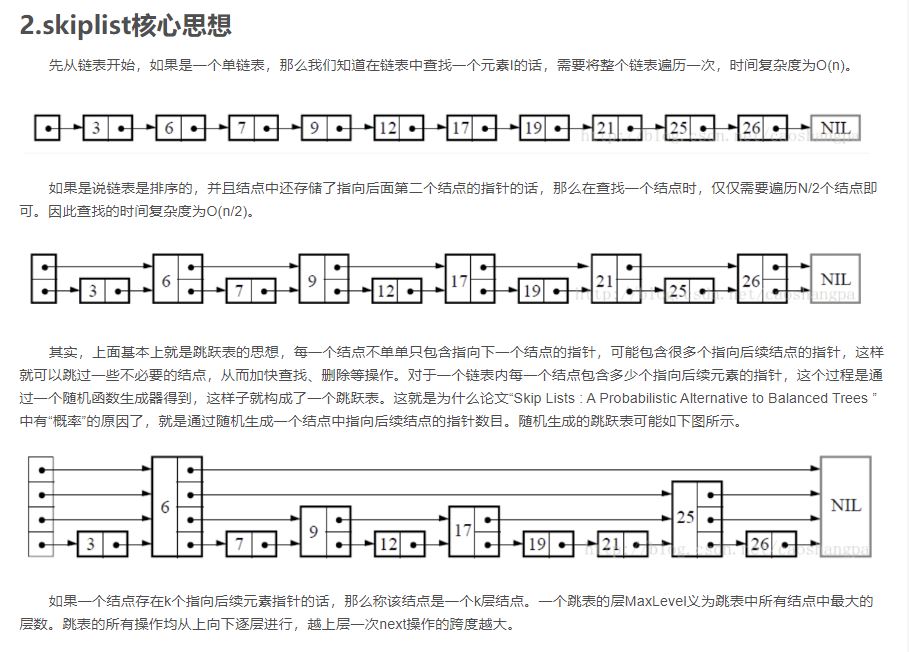 2.skiplist核心思想
先从链表开始，如果是一个单链表，那么我们知道在链表中查找一个元素I的话，需要将整个链表遍历一次，时间复杂度为O(n)。
3 6 7 9 12 17 19 21 25 26 NIL
http://blog.csdn.net/caoshangpa
如果是说链表是排序的，并且结点中还存储了指向后面第二个结点的指针的话，那么在查找一个结点时，仅仅需要遍历N/2个结点即
可。因此查找的时间复杂度为O(n/2)。
3 6 7 9 12 17 19 21 25 26 NIL
http://blog.csdn.net/caoshangpa
其实，上面基本上就是跳跃表的思想，每一个结点不单单只包含指向下一个结点的指针，可能包含很多个指向后续结点的指针，这样
就可以跳过一些不必要的结点，从而加快查找、删除等操作。对于一个链表内每一个结点包含多少个指向后续元素的指针，这个过程是通
过一个随机函数生成器得到，这样子就构成了一个跳跃表。这就是为什么论文“Skip Lists : A Probabilistic Alternative to Balanced Trees ”
中有“概率”的原因了，就是通过随机生成一个结点中指向后续结点的指针数目。随机生成的跳跃表可能如下图所示。
3 6 7 9 12 17 19 21 25 26 NIL
http://blog.csdn.net/caoshangpa
如果一个结点存在k个指向后续元素指针的话，那么称该结点是一个k层结点。一个跳表的层MaxLevel义为跳表中所有结点中最大的
层数。跳表的所有操作均从上向下逐层进行，越上层一次next操作的跨度越大。